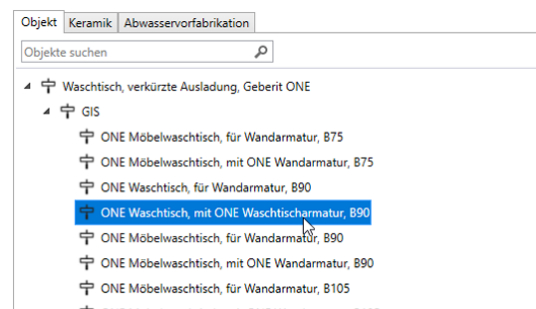 Objekt Keramik Abwasservorfabrikation
Objekte suchen
Waschtisch, verkürzte Ausladung, Geberit ONE
GIS
ONE Möbelwaschtisch, für Wandarmatur, B75
ONE Möbelwaschtisch, mit ONE Wandarmatur, B75
ONE Waschtisch, für Wandarmatur, B90
ONE Waschtisch, mit ONE Waschtischarmatur, B90
ONE Möbelwaschtisch, für Wandarmatur, B90
ONE Möbelwaschtisch, mit ONE Wandarmatur, B90
ONE Möbelwaschtisch, für Wandarmatur, B105